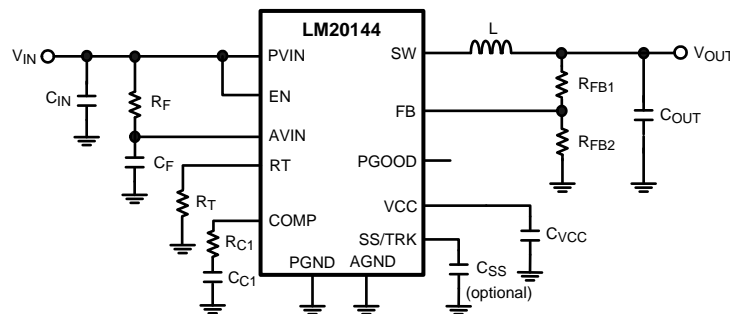 LM20144
VIN
PVIN
SW
L
VOUT
CIN
RF
EN
RFB1
COUT
FB
AVIN
RFB2
CF
RT
PGOOD
RT
VCC
COMP
RC1
SS/TRK
CVCC
CC1
PGND
AGND
CSS
(optional)